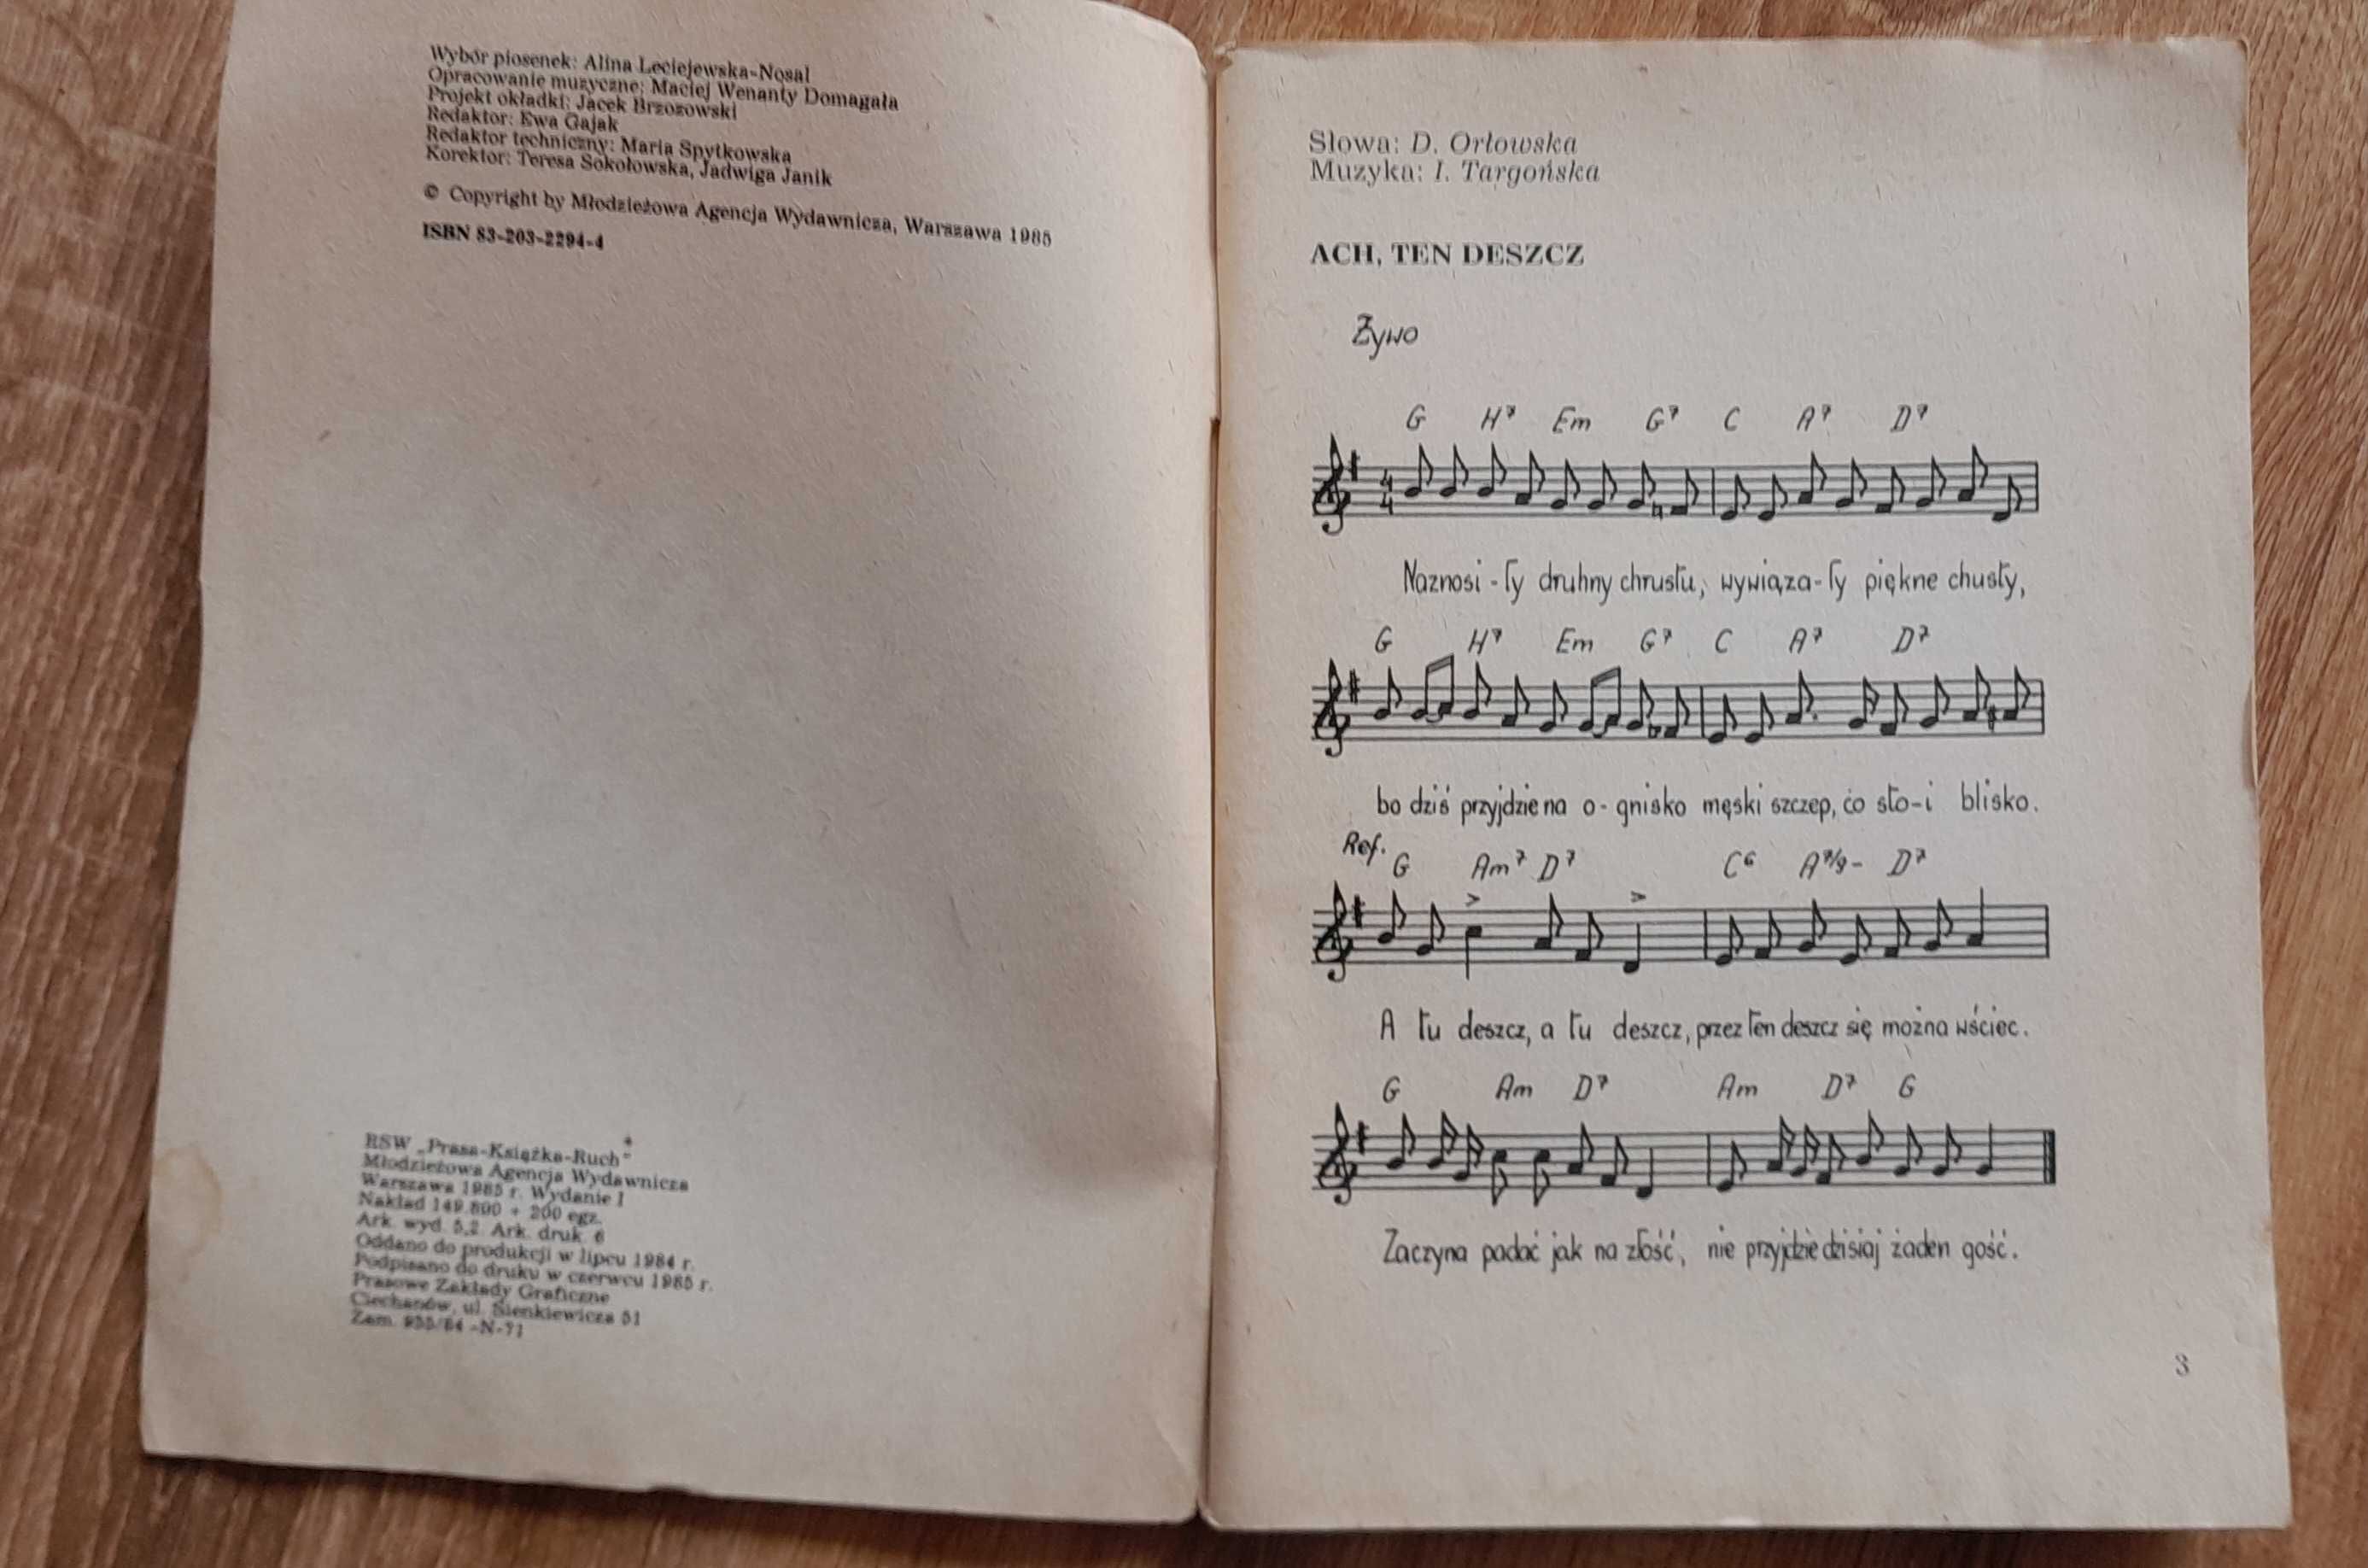 Wybór piosenek: Alina Leciejewska-Nosal
Opracowanie muzyczne: Maciej Wenanty Domagała
Projekt okładki: Jacek Brzozowski
Redaktor: Ewa Gajak
Redaktor techniczny: Maria Spytkowska
Korektor: Teresa Sokołowska, Jadwiga Janik
© Copyright by Młodzieżowa Agencja Wydawnicza, Warszawa 1985
ISBN 83-203-2294-4
RSW „Prasa-Książka-Ruch"
Młodzieżowa Agencja Wydawnicza
Warszawa 1985 r. Wydanie I
Nakład 149.800 + 200 egz.
Ark. wyd. 5,2. Ark. druk. 6
Oddano do produkcji w lipcu 1984 r.
Podpisano do druku w czerwcu 1985 r.
Prasowe Zakłady Graficzne
Ciechanów, ul. Sienkiewicza 51
Zam. 955/84 -N-71
Słowa: D. Orłowska
Muzyka: I. Targońska
ACH, TEN DESZCZ
Żywo
G H7 Em G7 C A7 D7
4/4
Naznosi-ły druhny chrustu, wywiąza-ły piękne chusty,
G H7 Em G7 C A7 D7
bo dziś przyjdzie na o-gnisko męski szczep, co sto-i blisko.
Ref. G Am7 D7 C6 A7/9- D7
A tu deszcz, a tu deszcz, przez ten deszcz się można wściec.
G Am D7 Am D7 G
Zaczyna padać jak na złość, nie przyjdzie dzisiaj żaden gość.
3